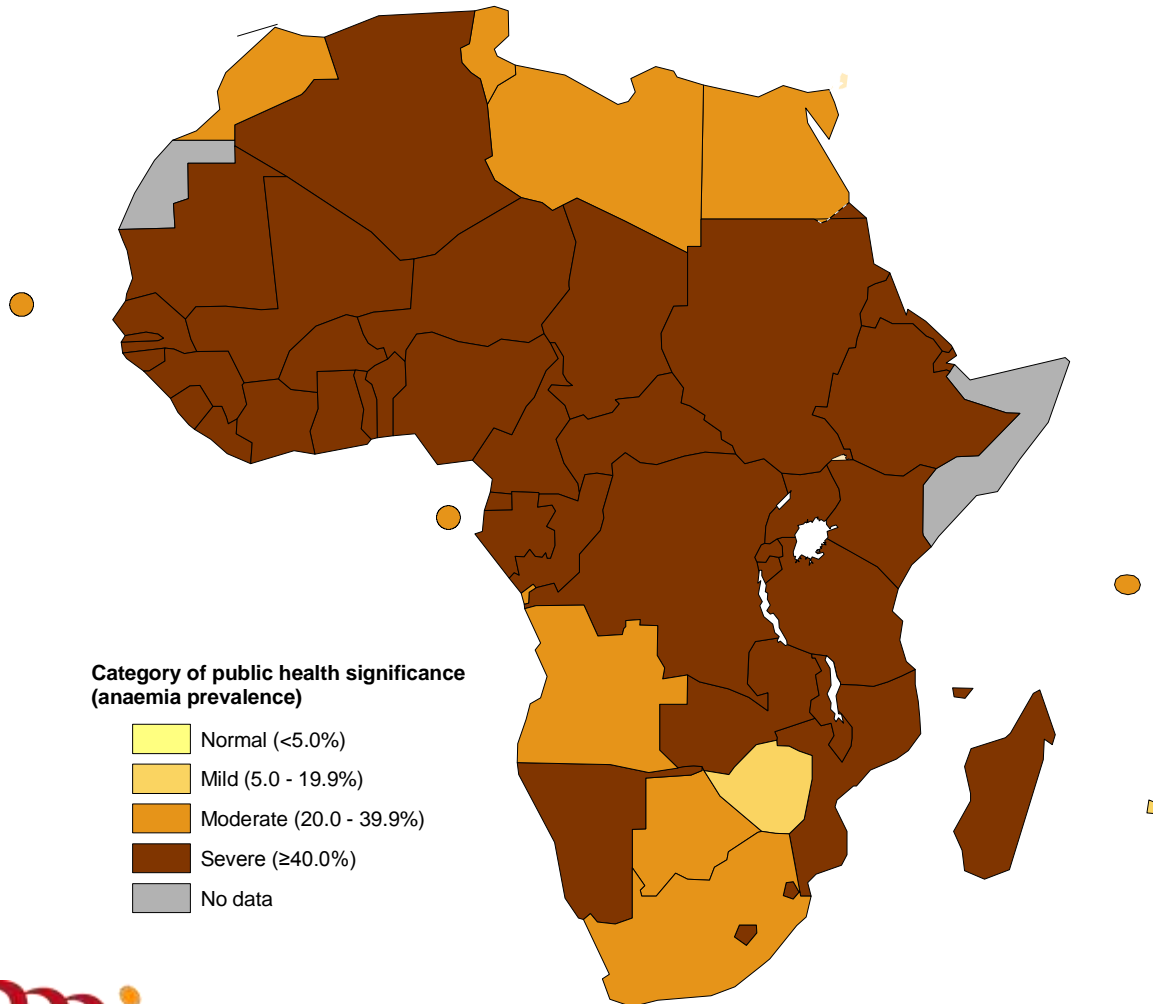 Category of public health significance
(anaemia prevalence)
Normal (<5.0%)
Mild (5.0 - 19.9%)
Moderate (20.0 - 39.9%)
Severe (≥40.0%)
No data